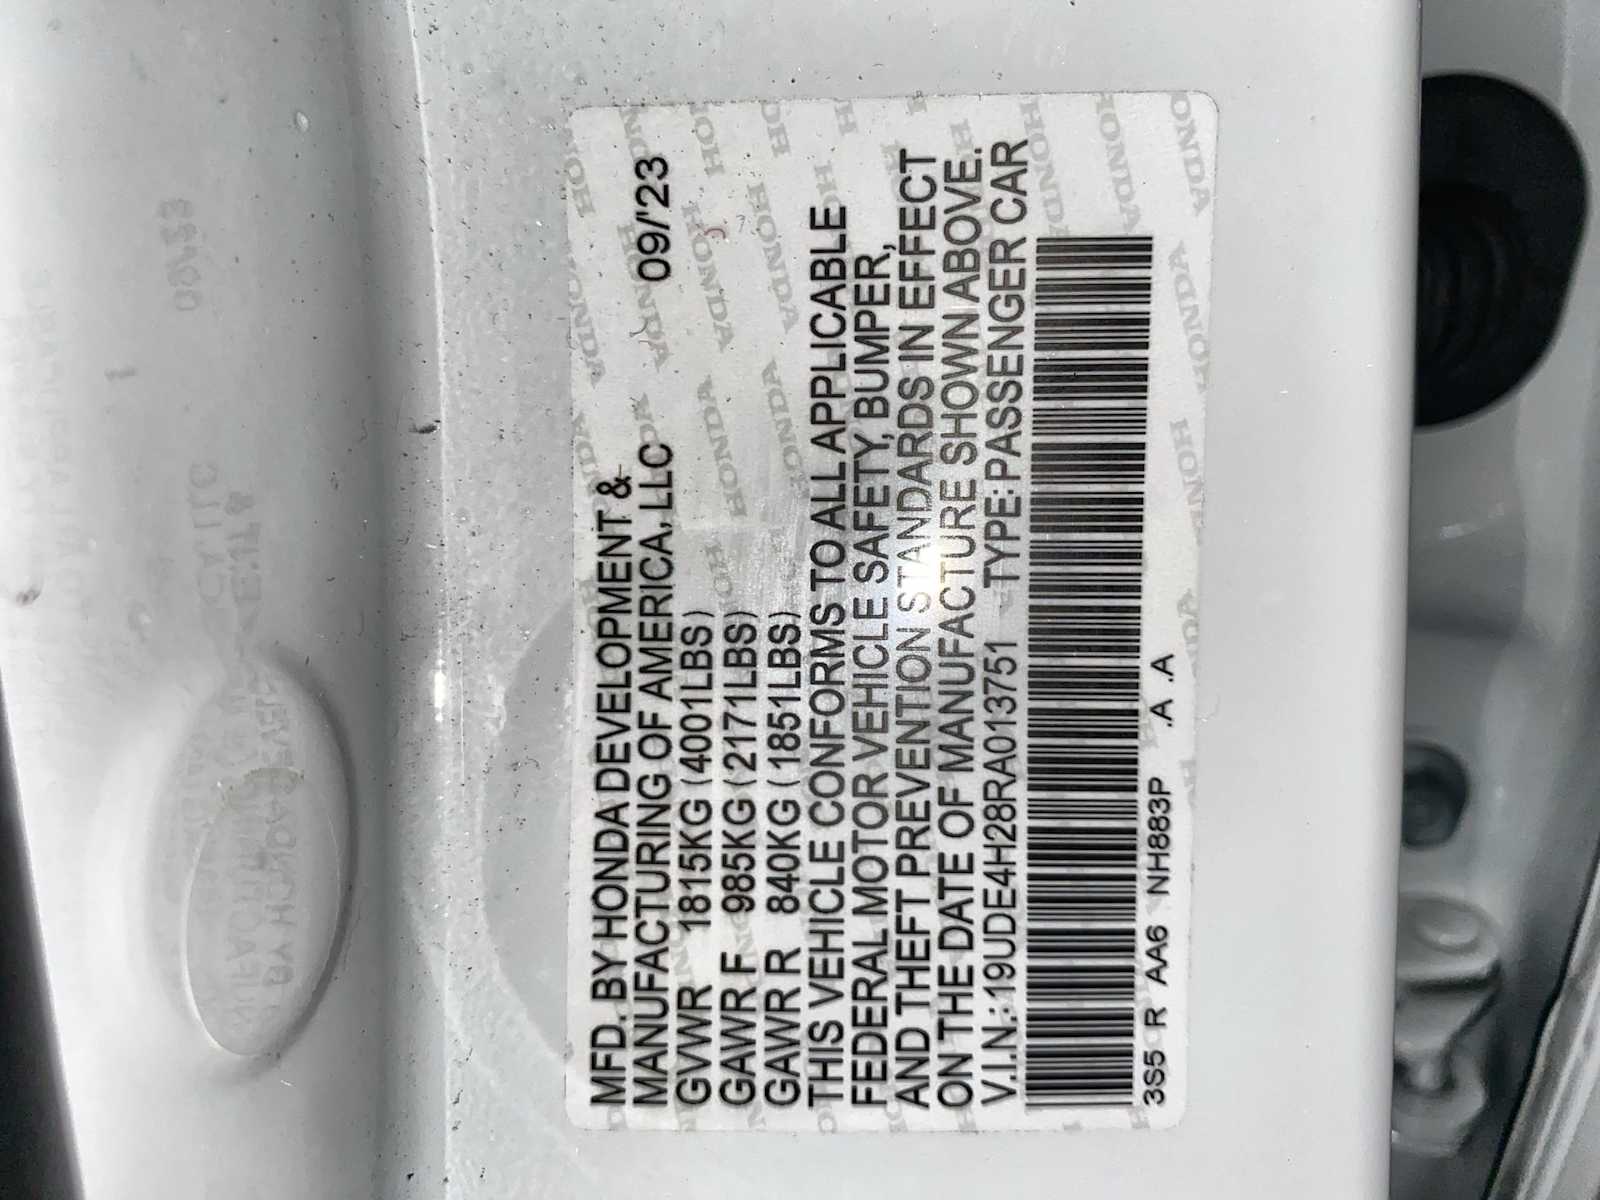 MFD. BY HONDA DEVELOPMENT &
MANUFACTURING OF AMERICA, LLC 09/'23
GVWR 1815KG (4001LBS)
GAWR F 985KG (2171LBS)
GAWR R 840KG (1851LBS)
THIS VEHICLE CONFORMS TO ALL APPLICABLE
FEDERAL MOTOR VEHICLE SAFETY, BUMPER,
AND THEFT PREVENTION STANDARDS IN EFFECT
ON THE DATE OF MANUFACTURE SHOWN ABOVE.
V.I.N.: 19UDE4H28RA013751 TYPE: PASSENGER CAR
3S5 R AA6 NH883P .A .A